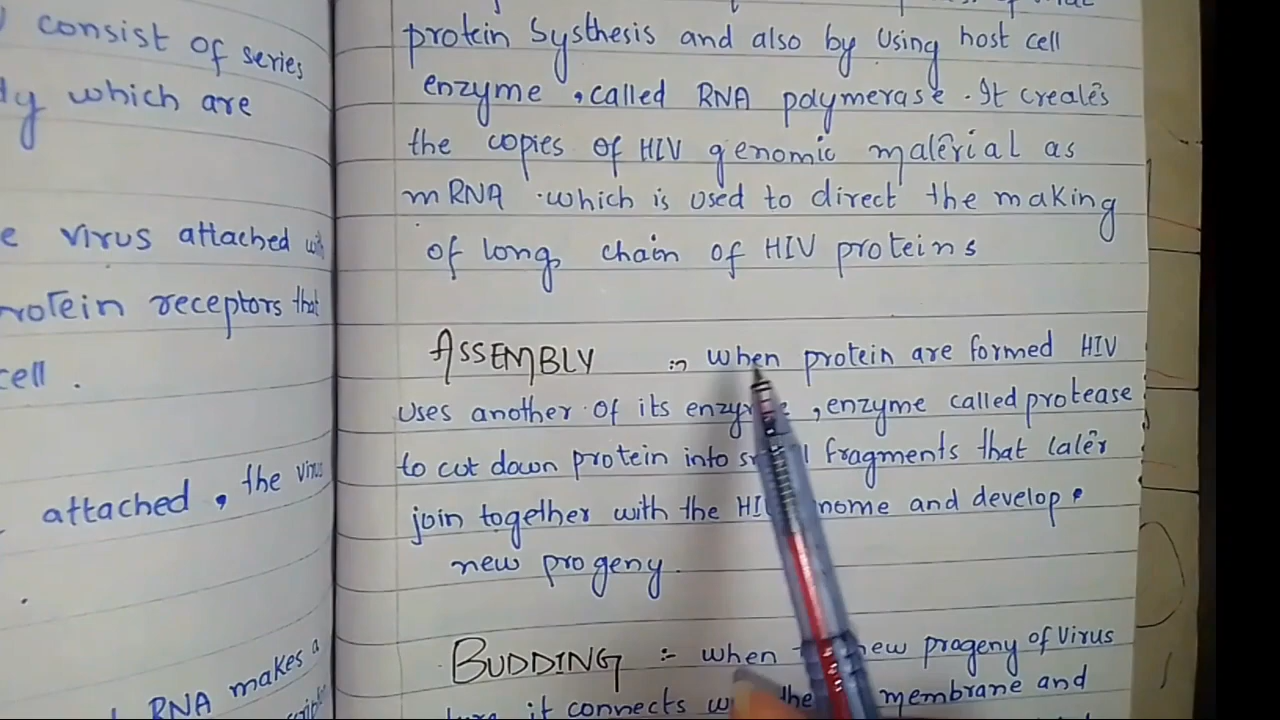 consist of series
which are
virus attached with
protein receptors that
cell .
attached , the virus
RNA makes a
protein Systhesis and also by Using host cell
enzyme , called RNA polymerase . It creates
the copies of HIV genomic material as
mRNA . which is used to direct the making
of long chain of HIV proteins
ASSEMBLY :- when protein are formed HIV
Uses another of its , enzyme called protease
to cut down protein into fragments that later
join together with the and develop
new progeny .
BUDDING :- when new progeny of Virus
it connects membrane and